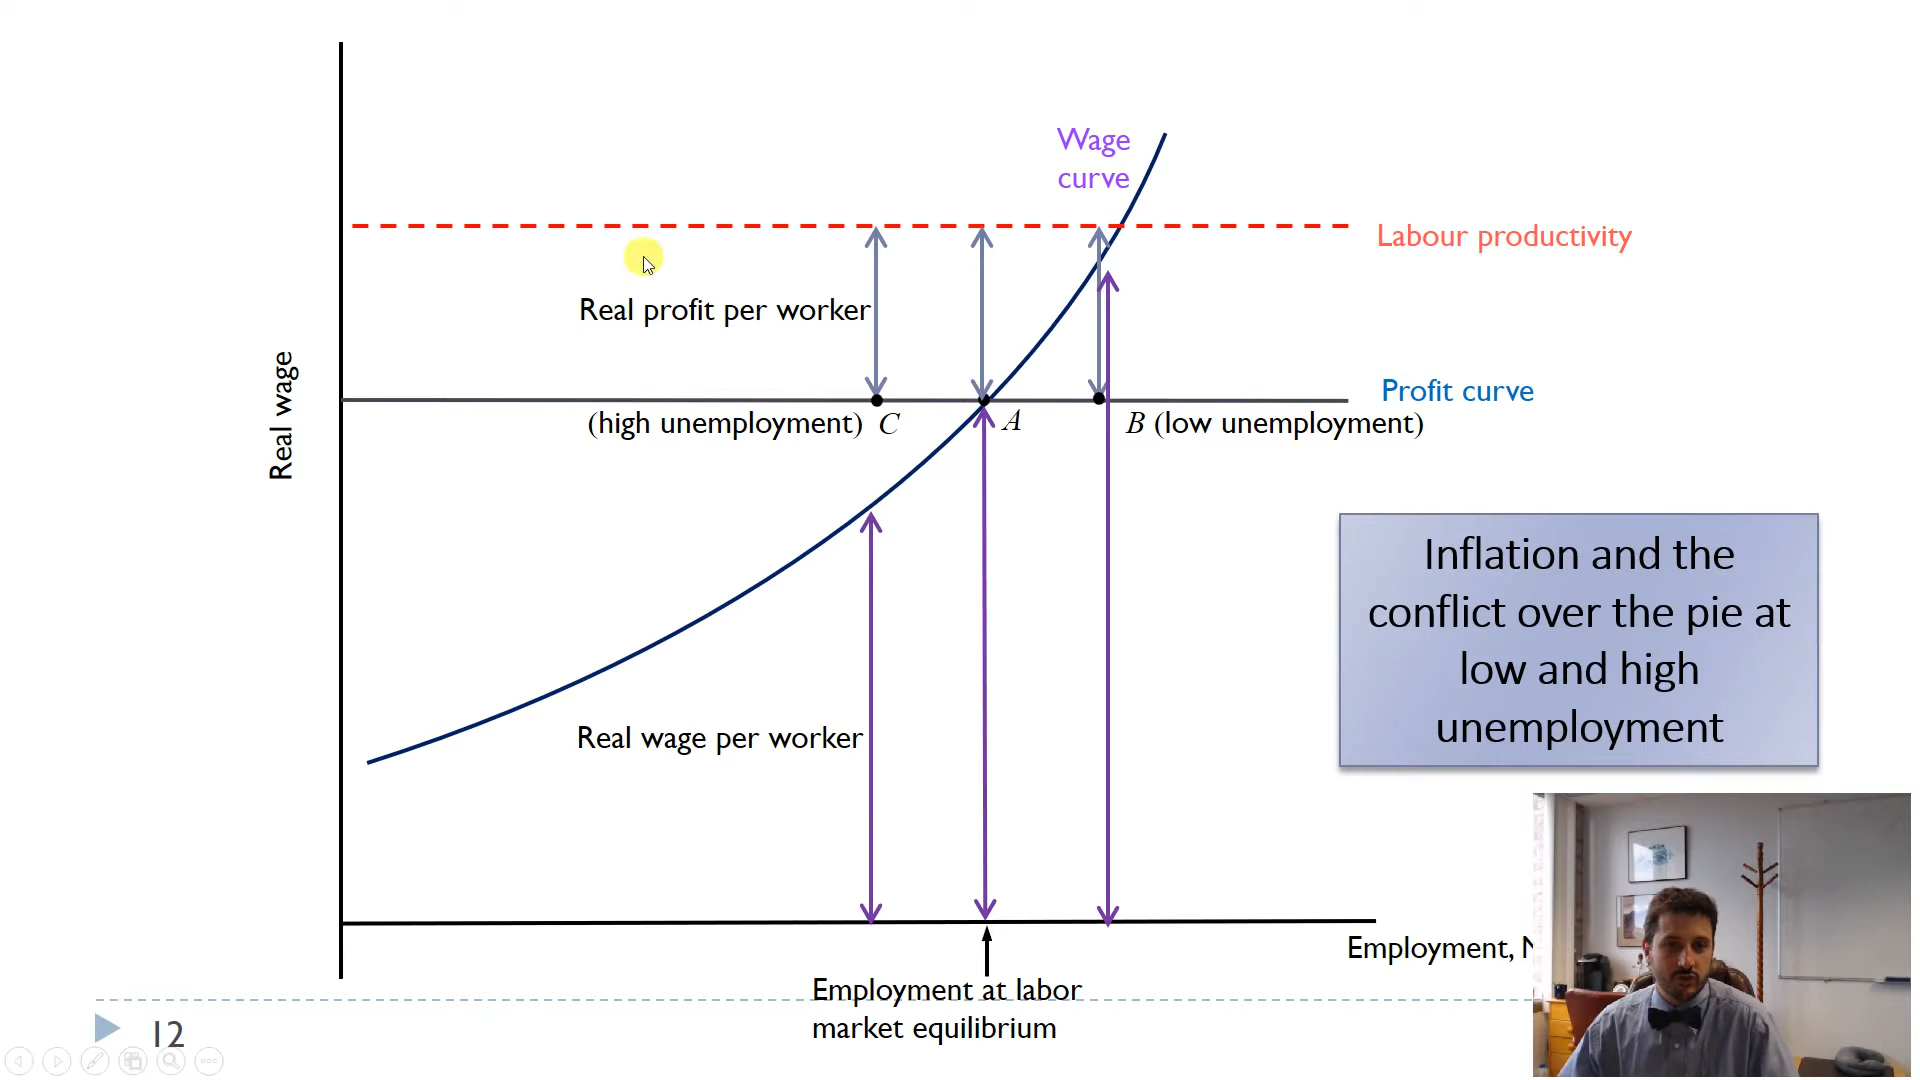 Wage
curve
Labour productivity
Real profit per worker
Real wage
Profit curve
(high unemployment) C
A
B (low unemployment)
Inflation and the
conflict over the pie at
low and high
unemployment
Real wage per worker
Employment, N
Employment at labor
market equilibrium
12